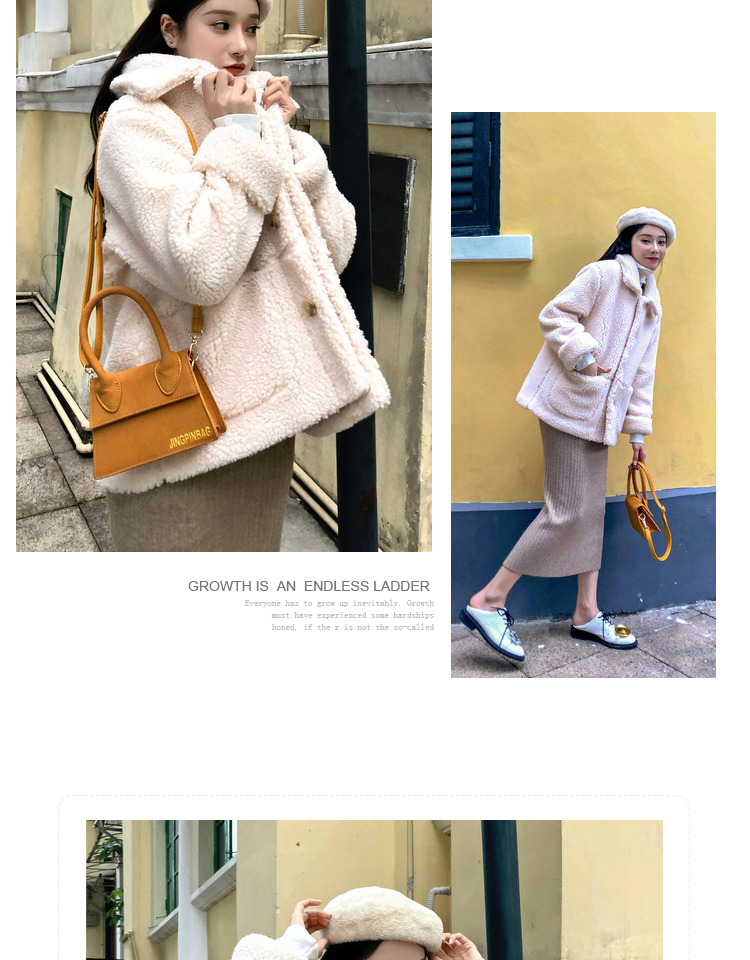 JINGPINBAG
GROWTH IS AN ENDLESS LADDER
Everyone has to grow up inevitably. Growth
must have experienced some hardships
honed, if the r is not the so-called